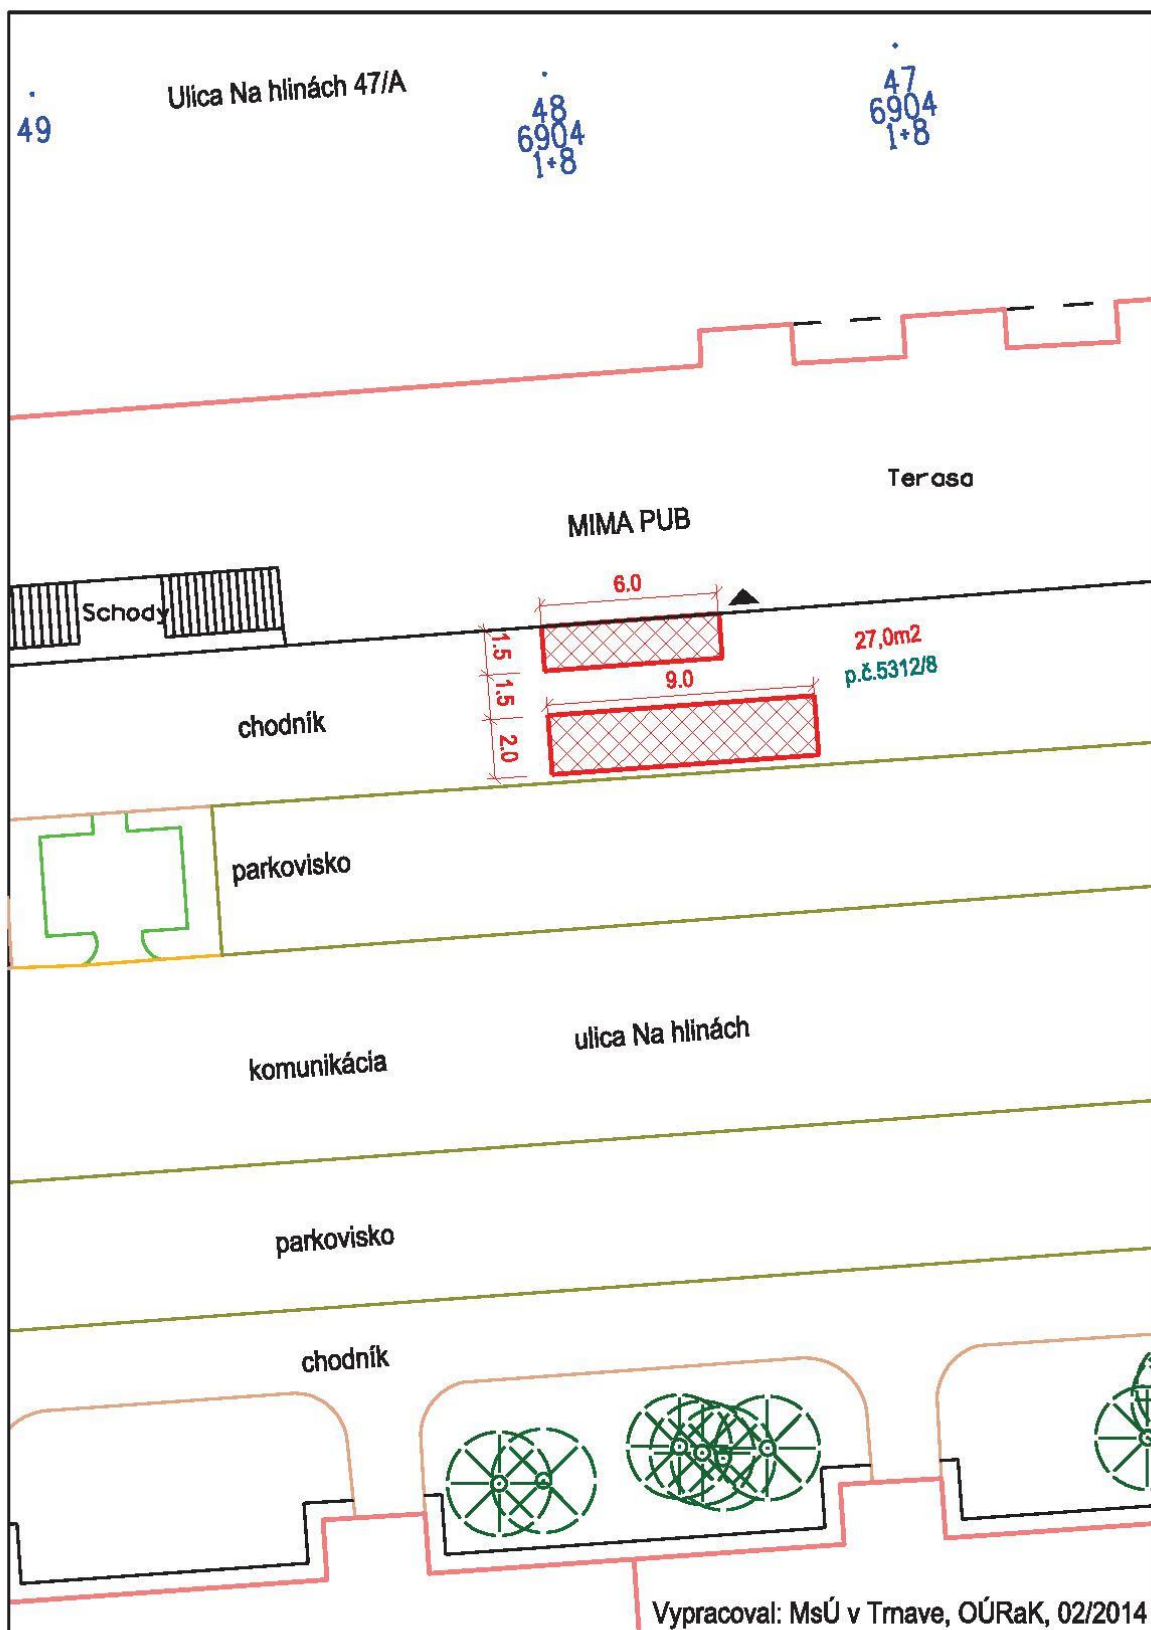 Ulica Na hlinách 47/A
49
48
6904
1+8
47
6904
1+8
Terasa
MIMA PUB
Schody
6.0
1.5
27,0m2
p.č.5312/8
1.5
9.0
chodník
2.0
parkovisko
ulica Na hlinách
komunikácia
parkovisko
chodník
Vypracoval: MsÚ v Trnave, OÚRaK, 02/2014